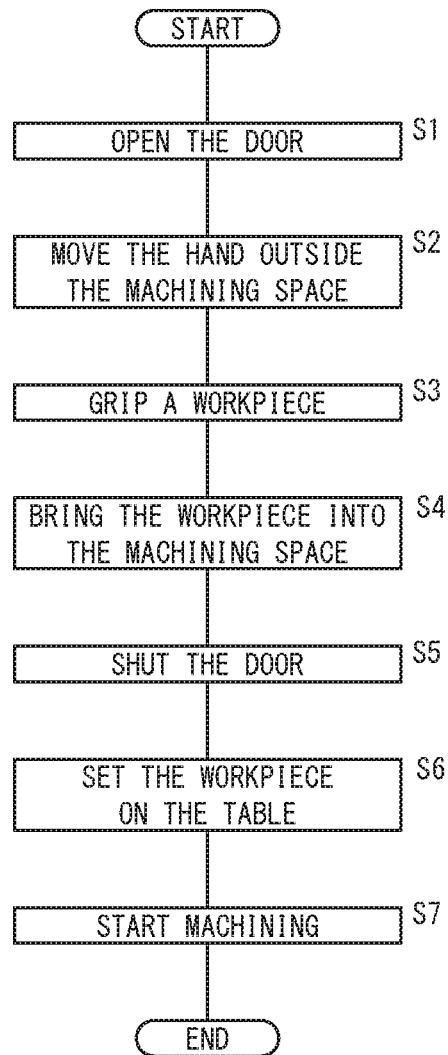 START
OPEN THE DOOR S1
MOVE THE HAND OUTSIDE S2
THE MACHINING SPACE
GRIP A WORKPIECE S3
BRING THE WORKPIECE INTO S4
THE MACHINING SPACE
SHUT THE DOOR S5
SET THE WORKPIECE S6
ON THE TABLE
START MACHINING S7
END